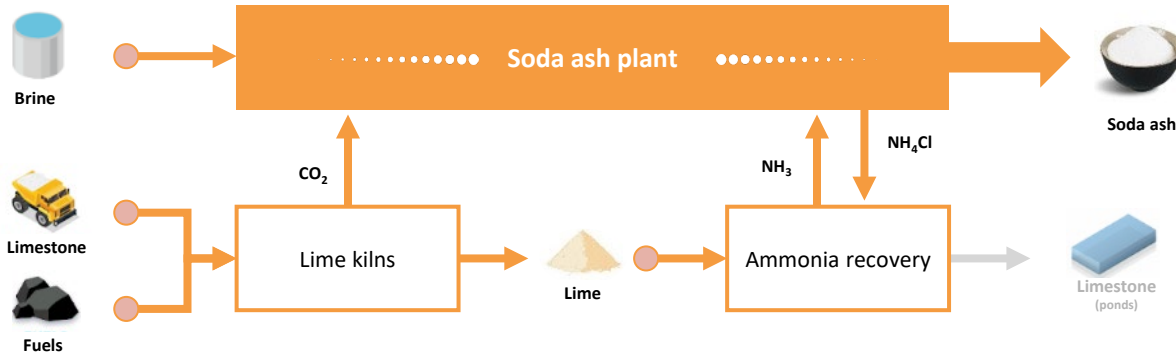 Brine
Soda ash plant
Soda ash
CO₂
NH₃
NH₄Cl
Limestone
Lime kilns
Lime
Ammonia recovery
Limestone
(ponds)
Fuels